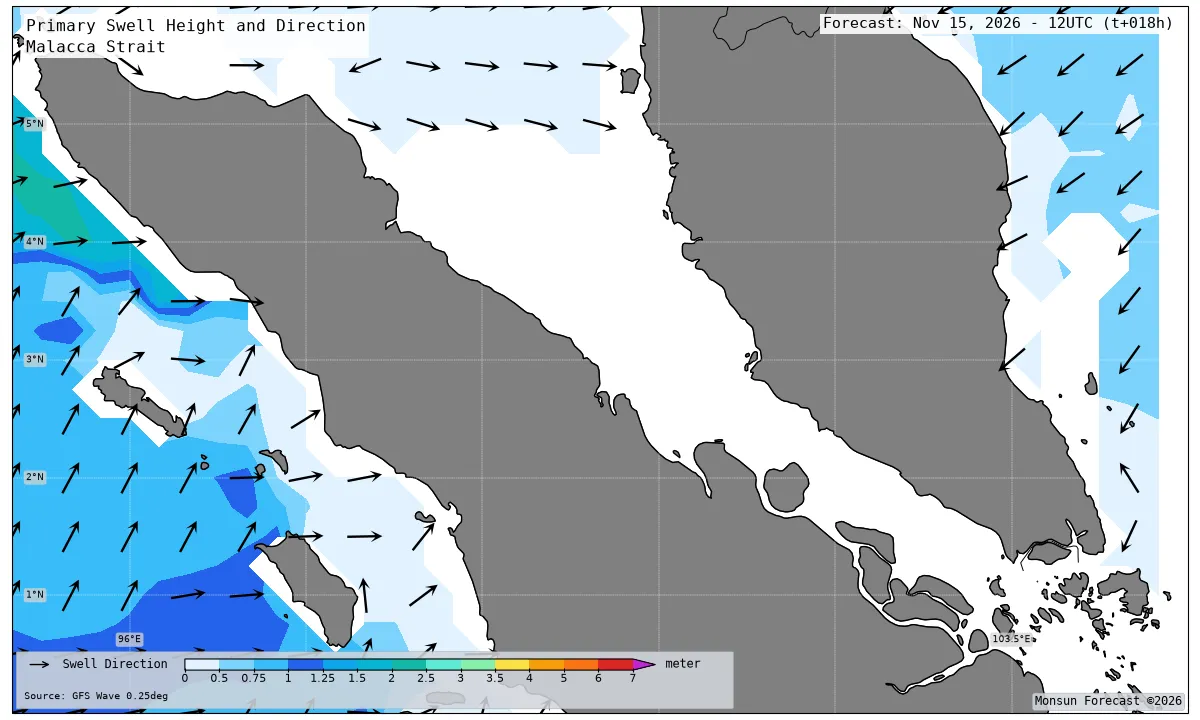 Primary Swell Height and Direction
Malacca Strait
Forecast: Nov 15, 2026 - 12UTC (t+018h)
5°N
4°N
3°N
2°N
1°N
96°E
103.5°E
Swell Direction
0 0.5 0.75 1 1.25 1.5 2 2.5 3 3.5 4 5 6 7
meter
Source: GFS Wave 0.25deg
Monsun Forecast ©2026